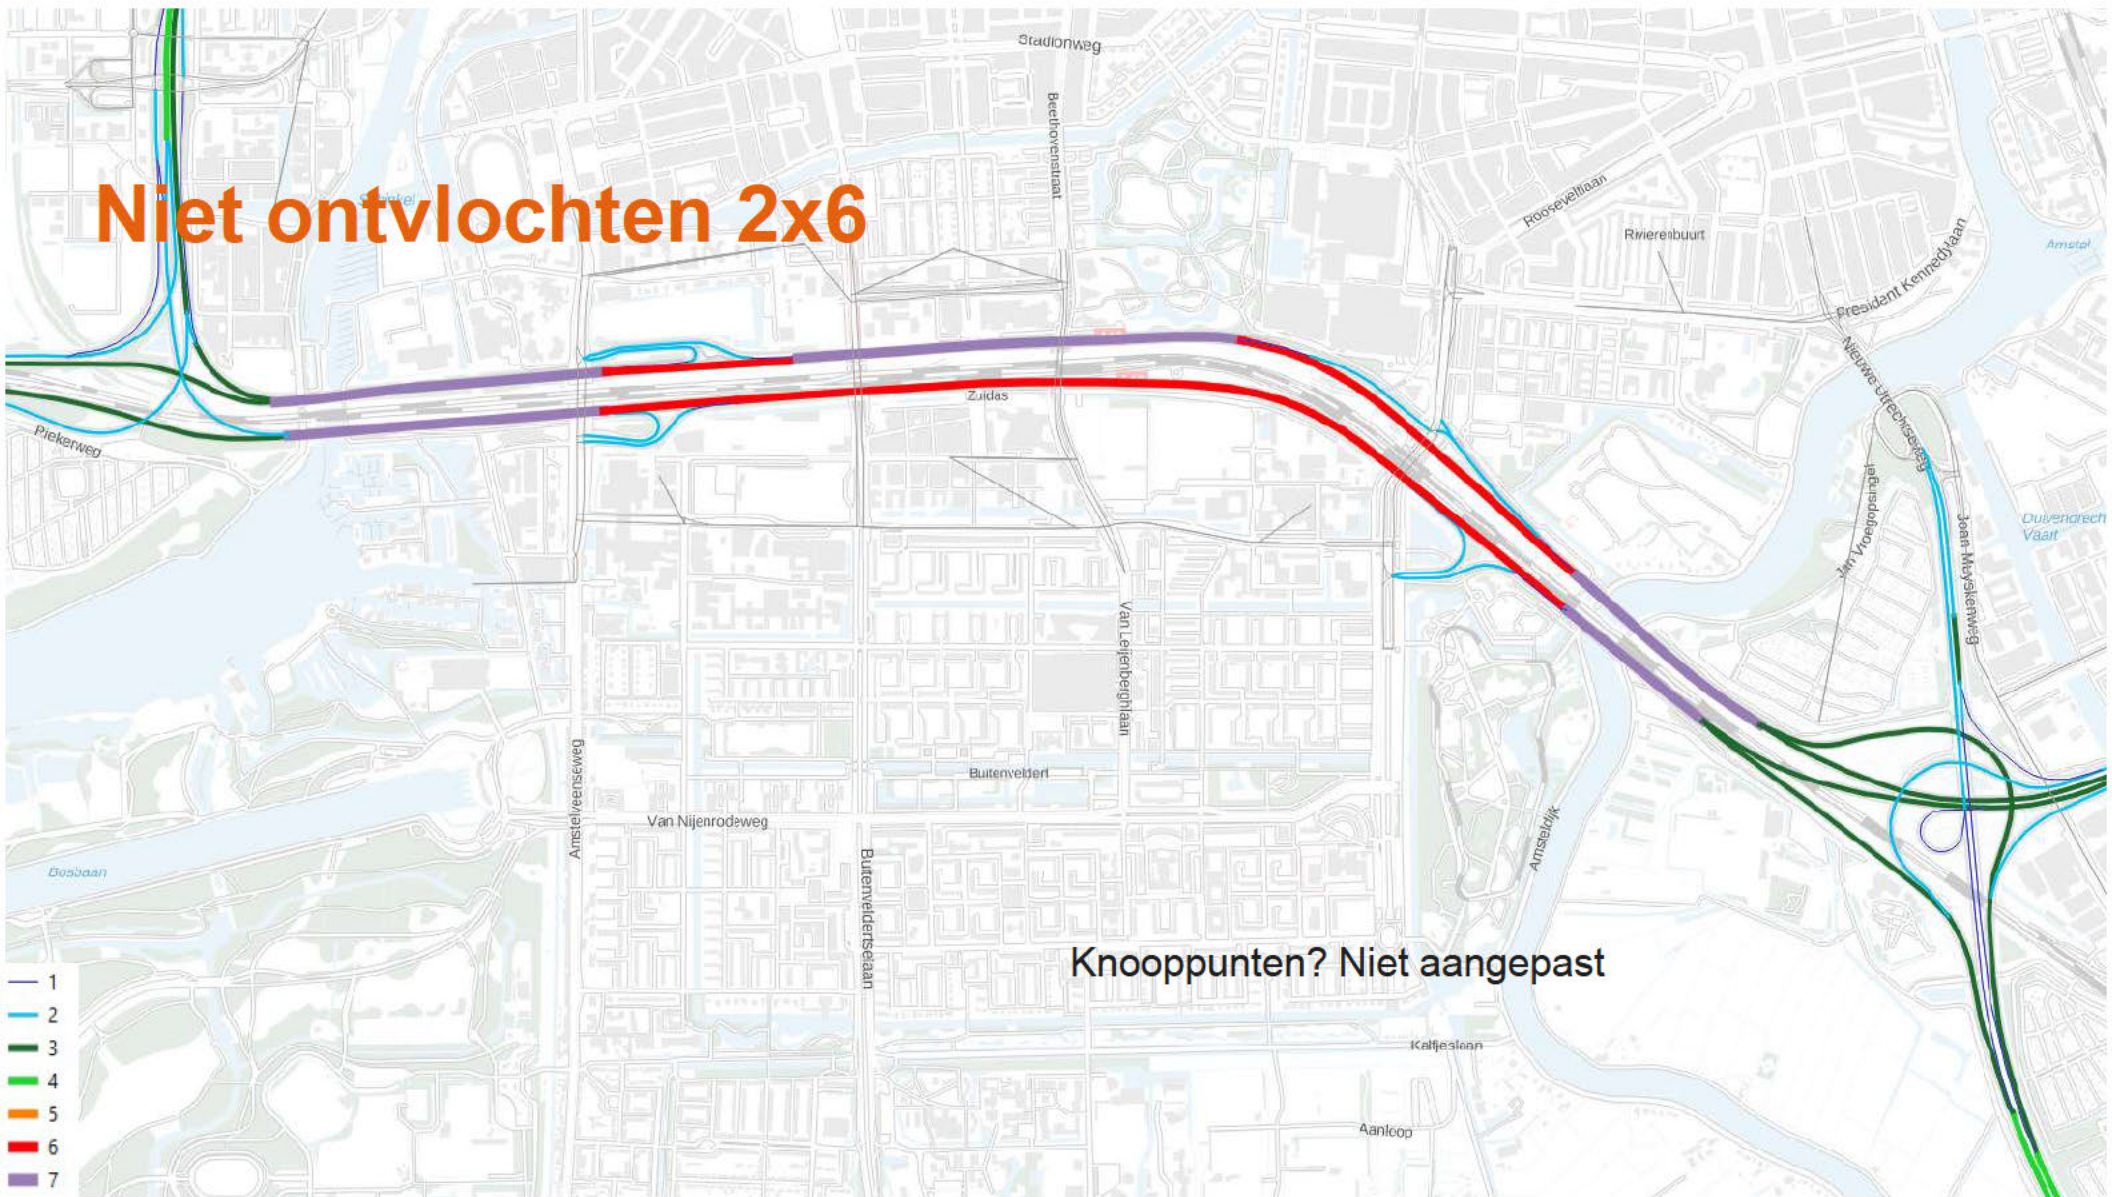 Stadionweg
Beethovenstraat
Rooseveltlaan
Rivierenbuurt
Amstel
President Kennedylaan
Niet ontvlochten 2x6
Nieuwe Utrechtseweg
Zuidas
Piekerweg
Jan Vroegopsingel
Joan Muyskenweg
Duivendrech
Vaart
Van Leijenberghlaan
Amstelveenseweg
Buitenveldert
Van Nijenrodeweg
Amsteldijk
Bosbaan
Buitenveldertselaan
Knooppunten? Niet aangepast
Kalfjeslaan
Aanloop
1
2
3
4
5
6
7